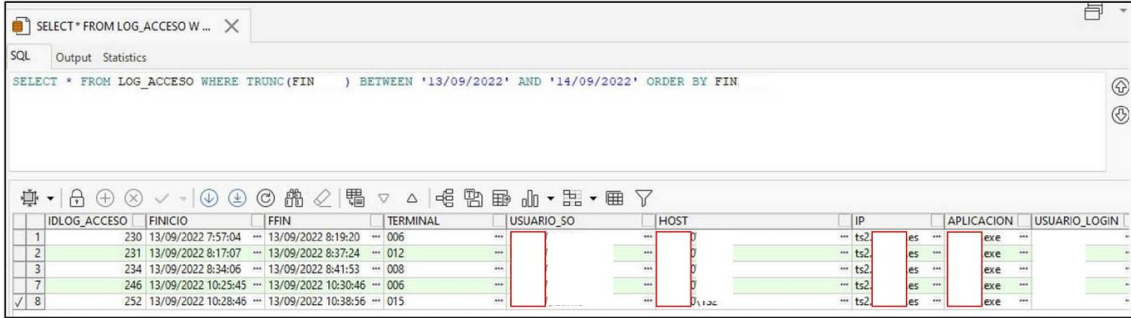 SELECT * FROM LOG_ACCESO W ...
SQL Output Statistics
SELECT * FROM LOG_ACCESO WHERE TRUNC(FIN ) BETWEEN '13/09/2022' AND '14/09/2022' ORDER BY FIN
IDLOG_ACCESO FINICIO FFIN TERMINAL USUARIO_SO HOST IP APLICACION USUARIO_LOGIN
1 230 13/09/2022 7:57:04 ... 13/09/2022 8:19:20 ... 006 ... ... ... ts2. es ... exe ...
2 231 13/09/2022 8:17:07 ... 13/09/2022 8:37:24 ... 012 ... ... ... ts2. es ... exe ...
3 234 13/09/2022 8:34:06 ... 13/09/2022 8:41:53 ... 008 ... ... ... ts2. es ... exe ...
7 246 13/09/2022 10:25:45 ... 13/09/2022 10:30:46 ... 006 ... ... ... ts2. es ... exe ...
8 252 13/09/2022 10:28:46 ... 13/09/2022 10:38:56 ... 015 ... ... ... ts2. es ... exe ...